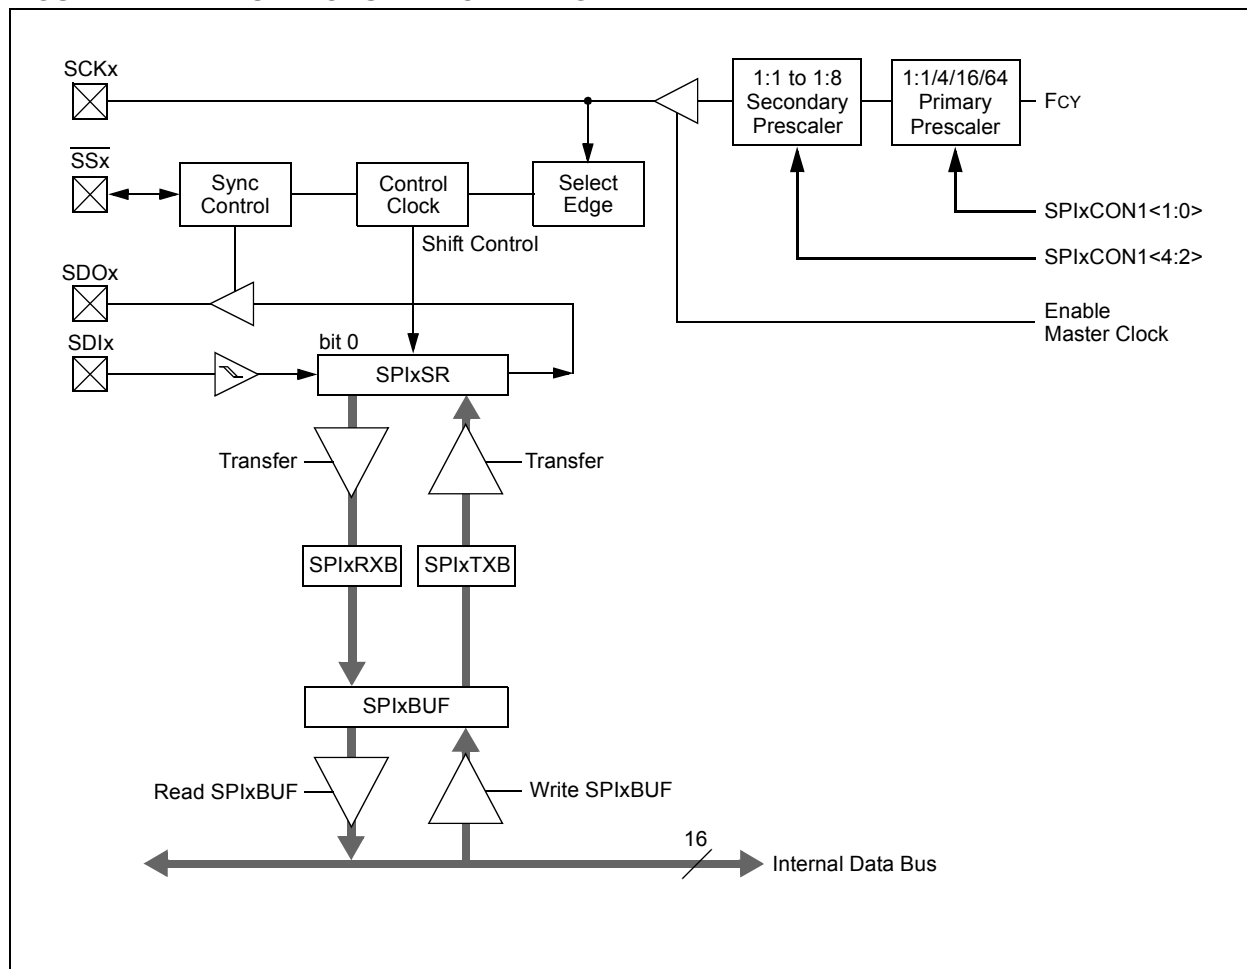 SCKx
1:1 to 1:8
Secondary
Prescaler
1:1/4/16/64
Primary
Prescaler
FCY
SSx
Sync
Control
Control
Clock
Select
Edge
SPIxCON1<1:0>
Shift Control
SPIxCON1<4:2>
SDOx
Enable
Master Clock
SDIx
bit 0
SPIxSR
Transfer
Transfer
SPIxRXB
SPIxTXB
SPIxBUF
Read SPIxBUF
Write SPIxBUF
16
Internal Data Bus